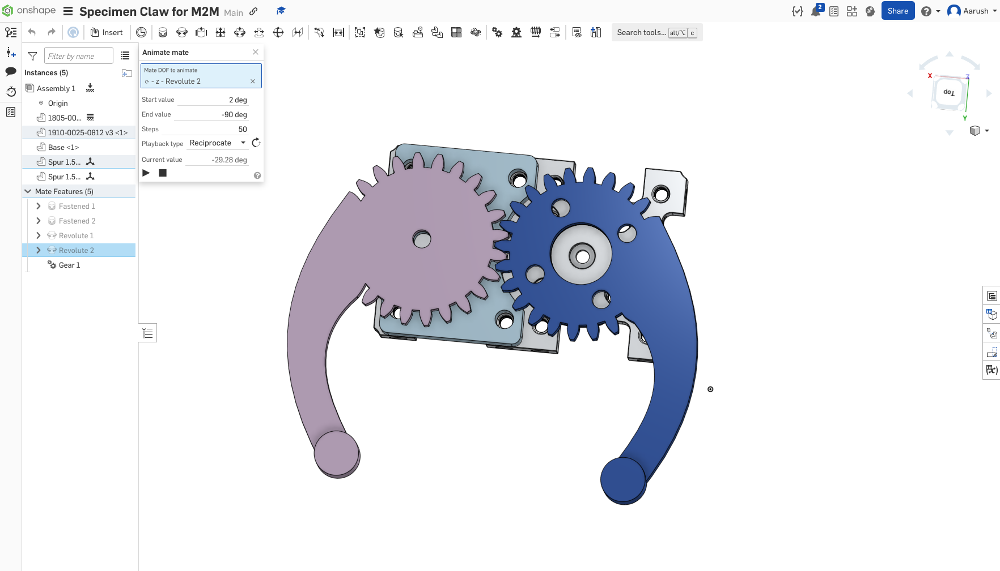 onshape Specimen Claw for M2M Main 2 Share Aarush
Insert Search tools... alt/⌥ c
Filter by name
Instances (5)
Assembly 1
Origin
1805-00...
1910-0025-0812 v3 <1>
Base <1>
Spur 1.5...
Spur 1.5...
Mate Features (5)
Fastened 1
Fastened 2
Revolute 1
Revolute 2
Gear 1
Animate mate
Mate DOF to animate
- z - Revolute 2
Start value 2 deg
End value -90 deg
Steps 50
Playback type Reciprocate
Current value -29.28 deg
X Z
Top
Y
(x)